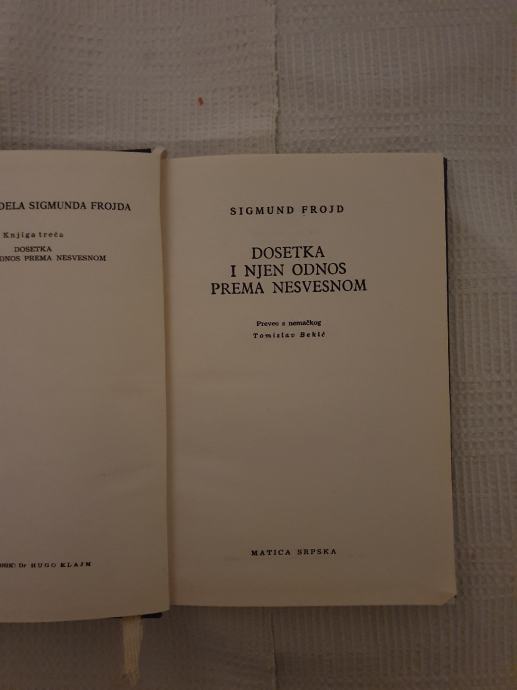 DELA SIGMUNDA FROJDA
Knjiga treća
DOSETKA
ODNOS PREMA NESVESNOM
DR HUGO KLAJN
SIGMUND FROJD
DOSETKA
I NJEN ODNOS
PREMA NESVESNOM
Preveo s nemačkog
Tomislav Bekić
MATICA SRPSKA